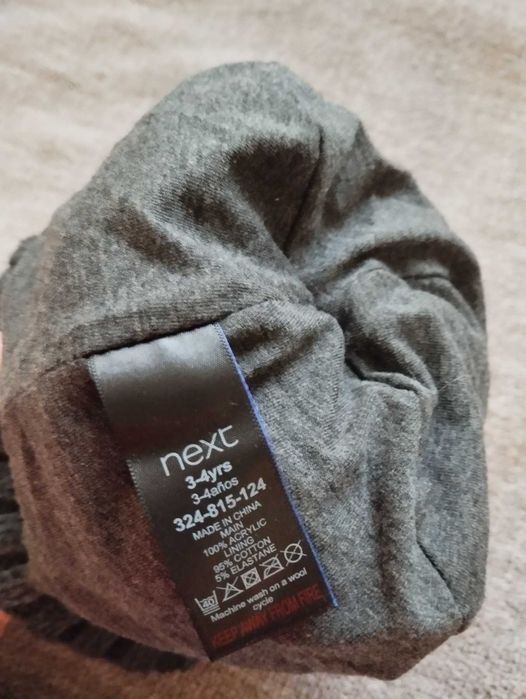 next
3-4yrs
3-4años
324-815-124
MADE IN CHINA
MAIN
100% ACRYLIC
LINING
95% COTTON
5% ELASTANE
40
Machine wash on a wool
cycle
KEEP AWAY FROM FIRE